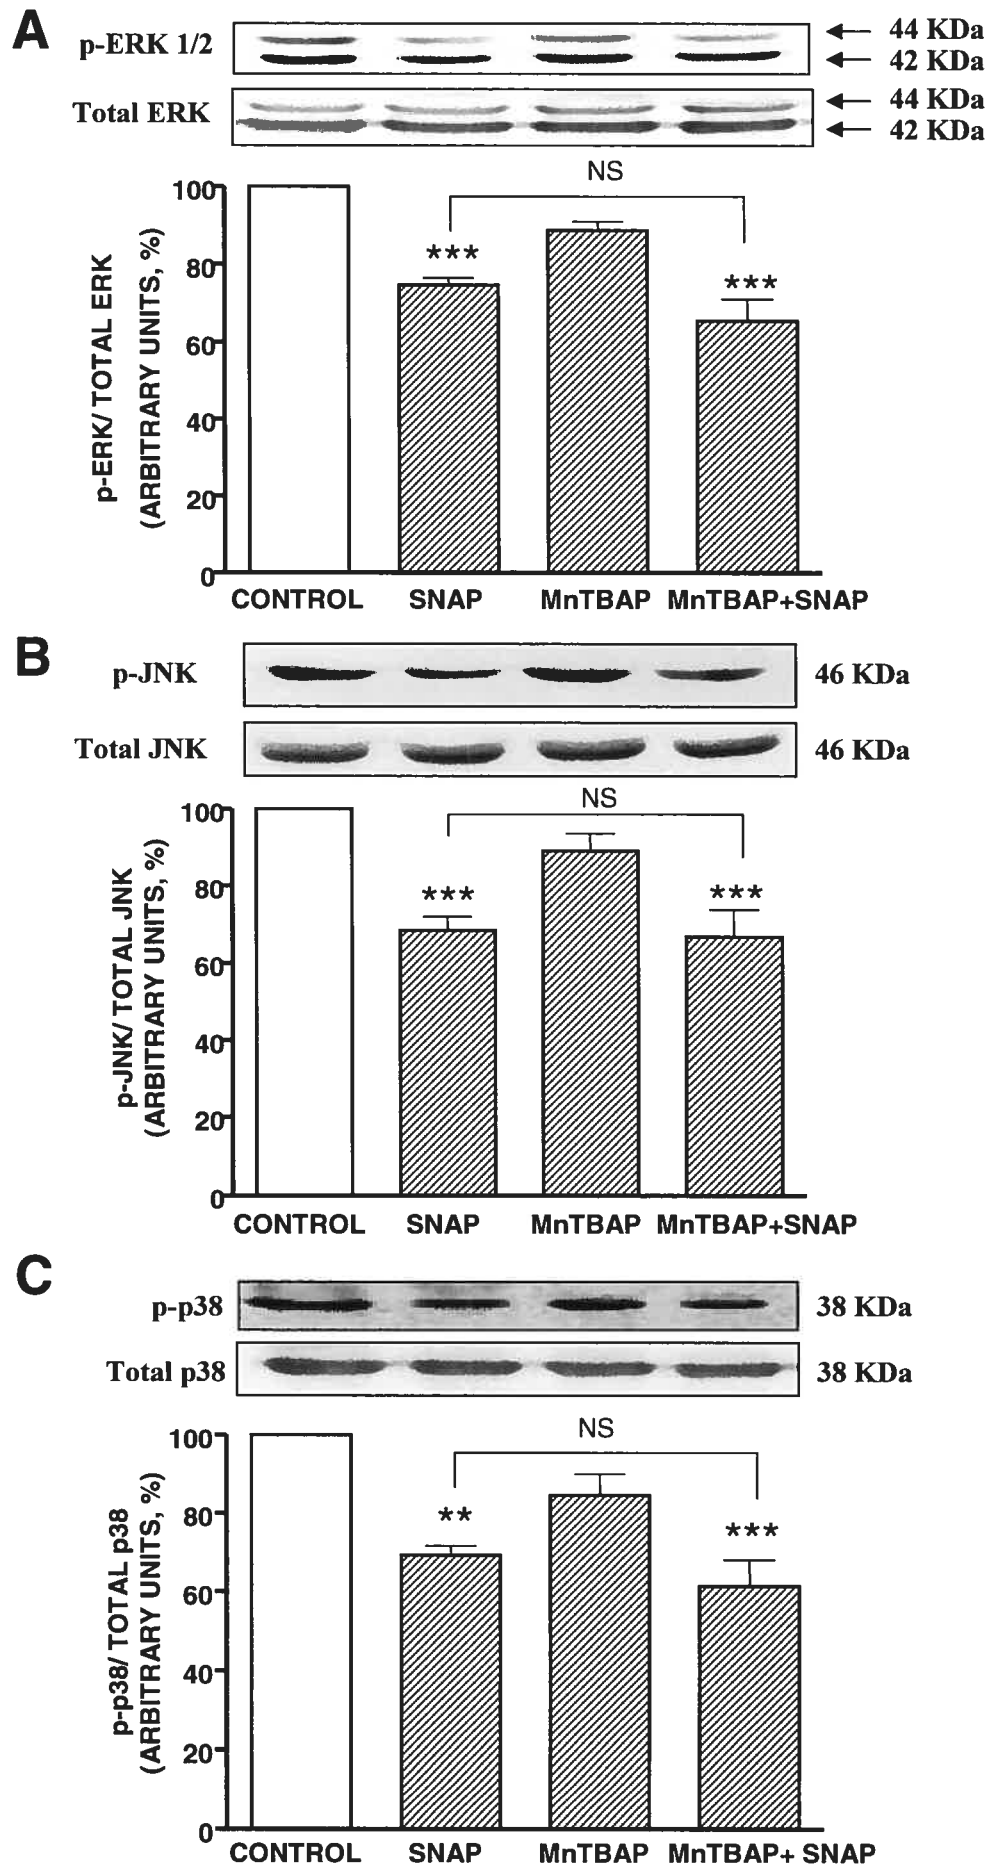 A
p-ERK 1/2
44 KDa
42 KDa
Total ERK
44 KDa
42 KDa
NS
p-ERK/ TOTAL ERK
(ARBITRARY UNITS, %)
100
80
60
40
20
0
***
***
CONTROL SNAP MnTBAP MnTBAP+SNAP
B
p-JNK
46 KDa
Total JNK
46 KDa
NS
p-JNK/ TOTAL JNK
(ARBITRARY UNITS, %)
100
80
60
40
20
0
***
***
CONTROL SNAP MnTBAP MnTBAP+SNAP
C
p-p38
38 KDa
Total p38
38 KDa
NS
p-p38/ TOTAL p38
(ARBITRARY UNITS, %)
100
80
60
40
20
0
**
***
CONTROL SNAP MnTBAP MnTBAP+ SNAP